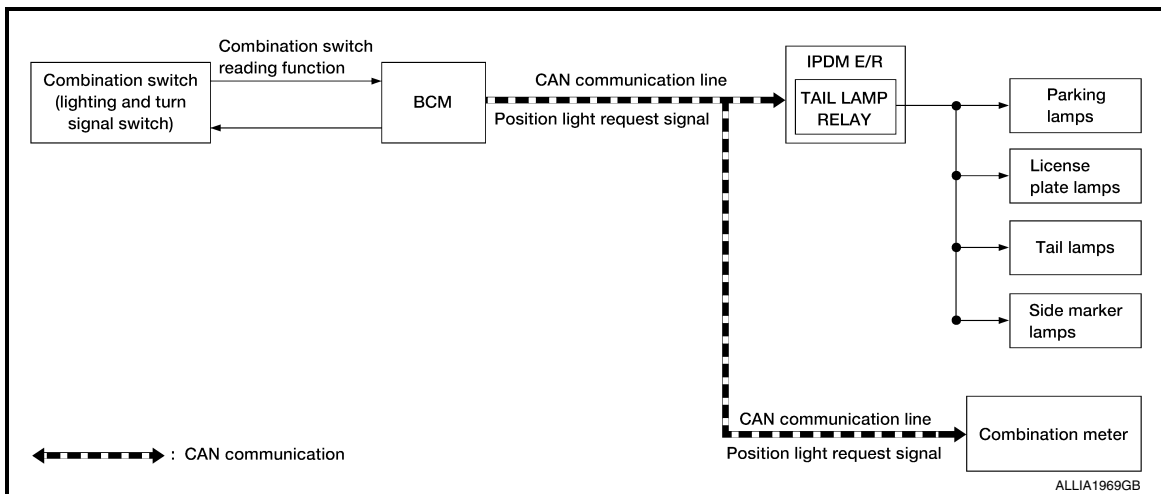 Combination switch
reading function
Combination switch
(lighting and turn
signal switch)
BCM
CAN communication line
Position light request signal
IPDM E/R
TAIL LAMP
RELAY
Parking
lamps
License
plate lamps
Tail lamps
Side marker
lamps
CAN communication line
Position light request signal
Combination meter
: CAN communication
ALLIA1969GB